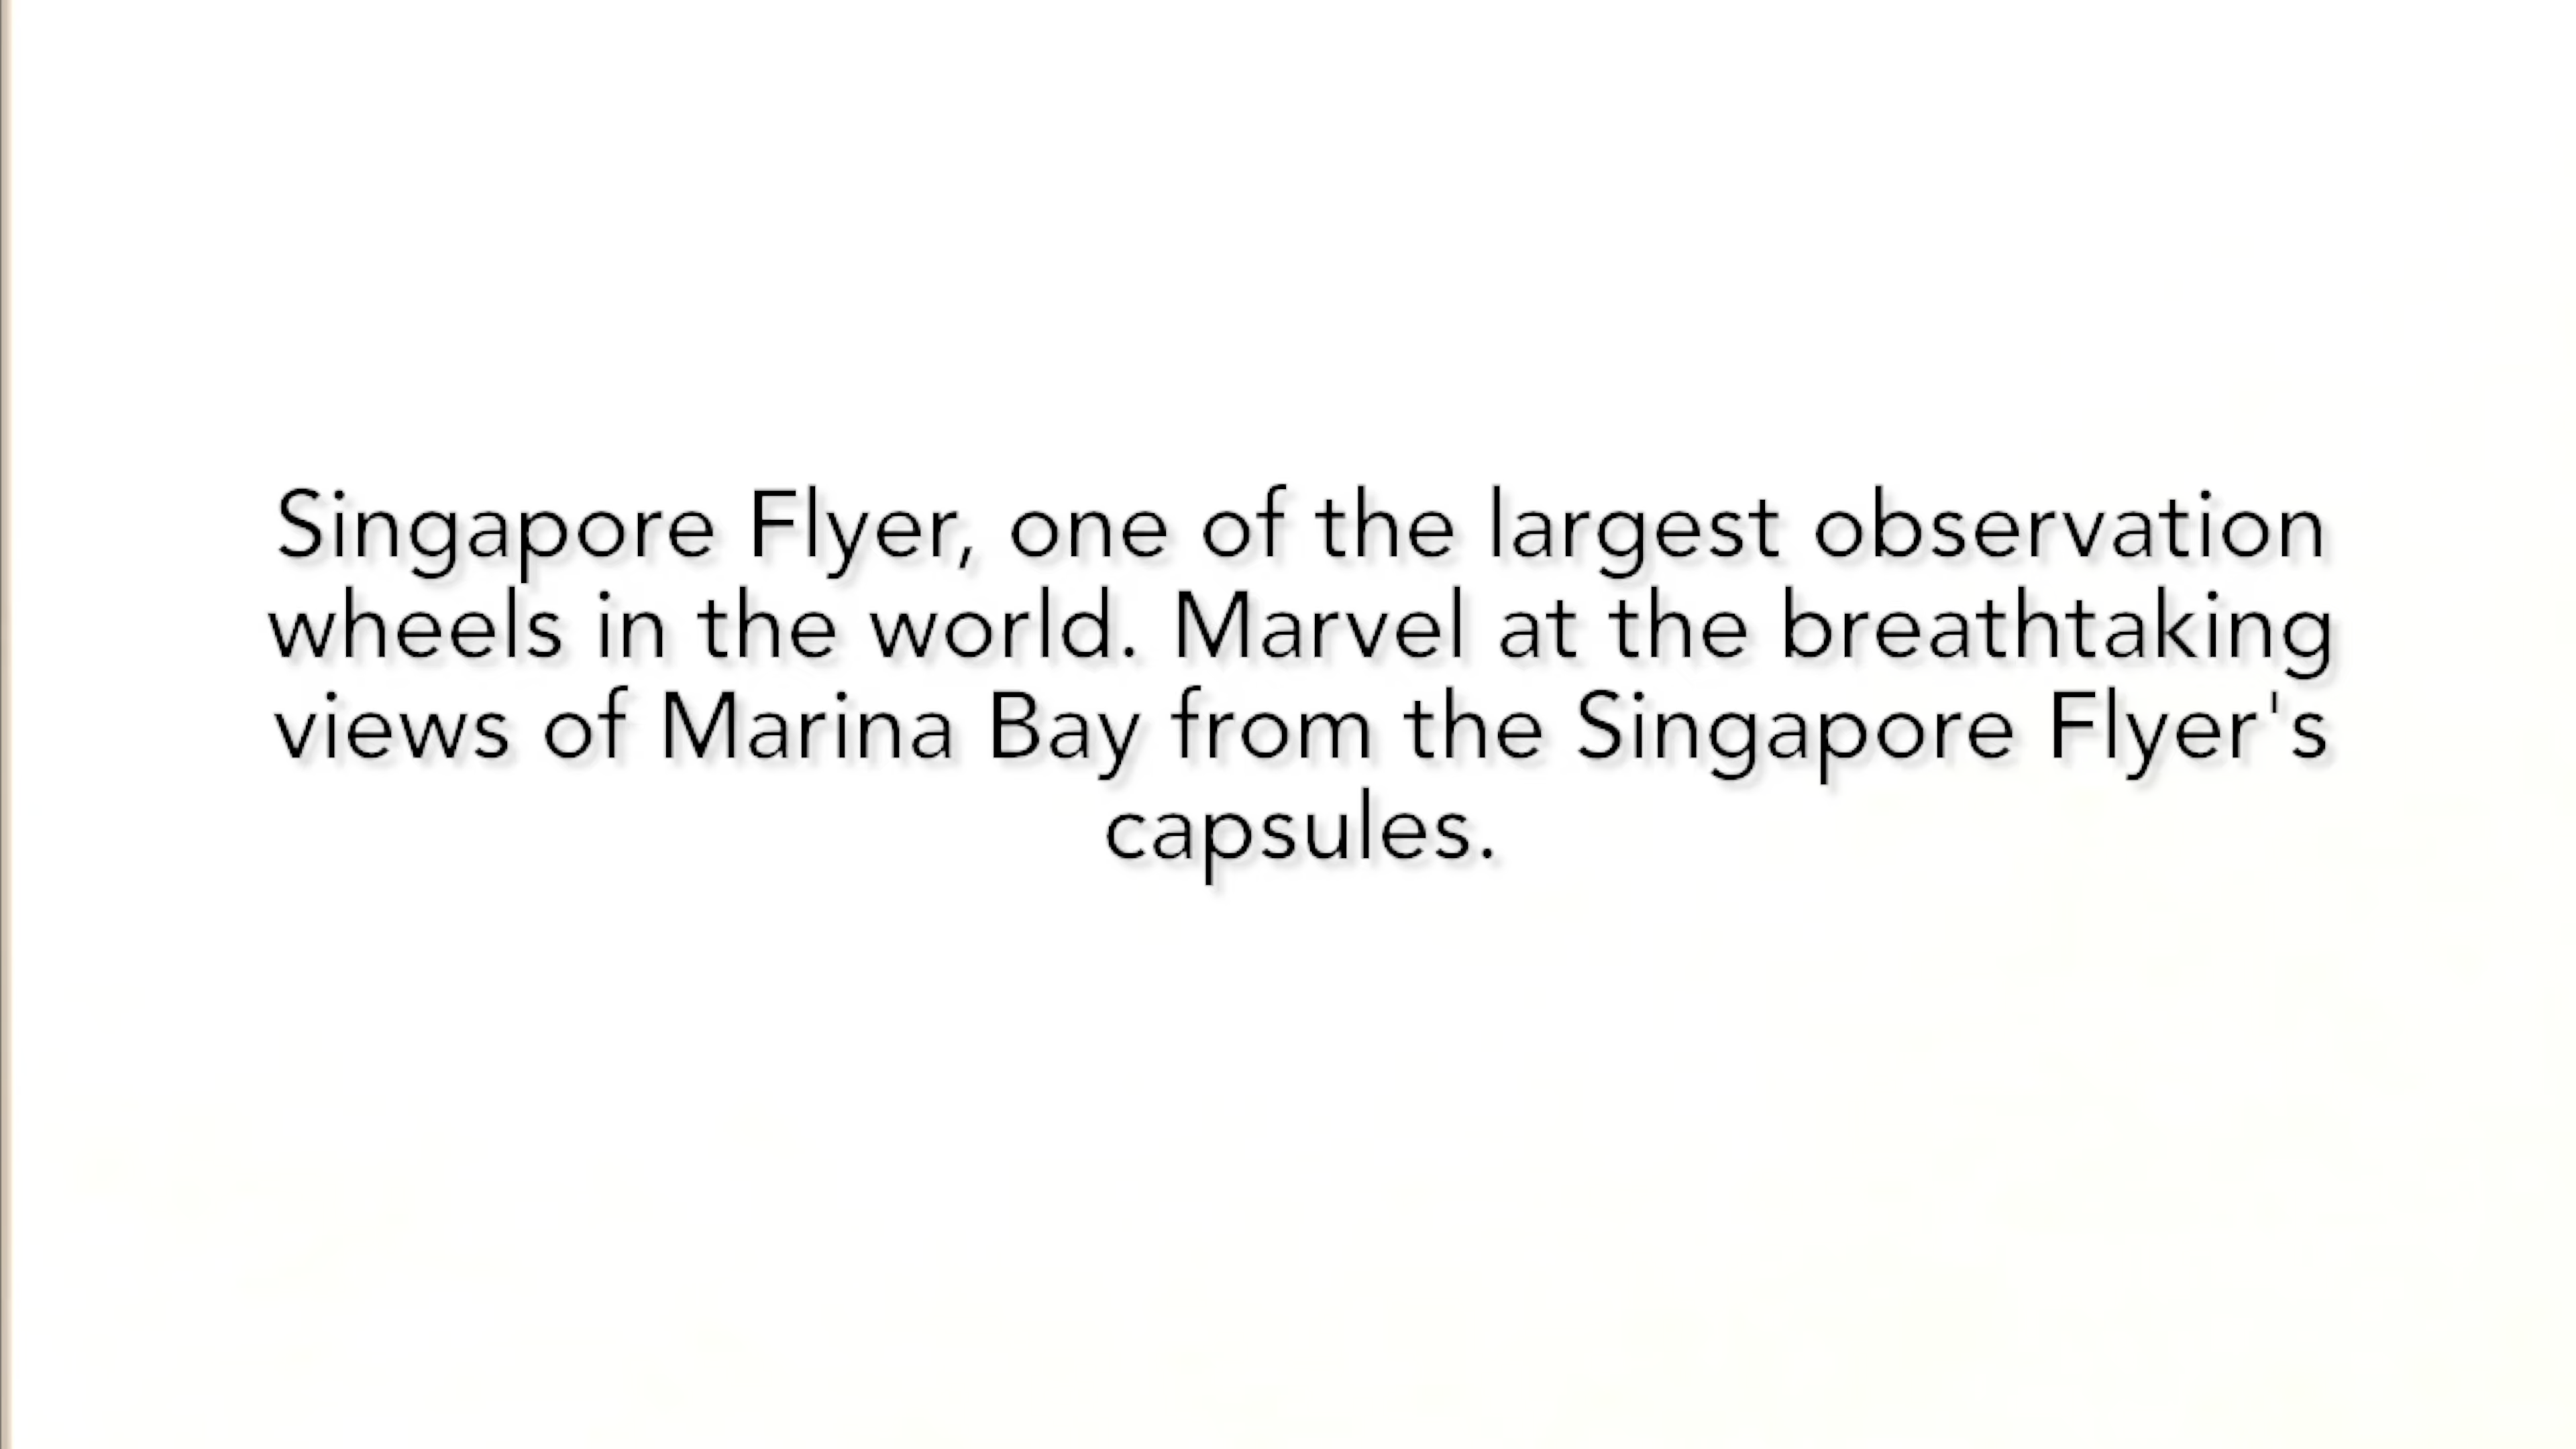 Singapore Flyer, one of the largest observation
wheels in the world. Marvel at the breathtaking
views of Marina Bay from the Singapore Flyer's
capsules.